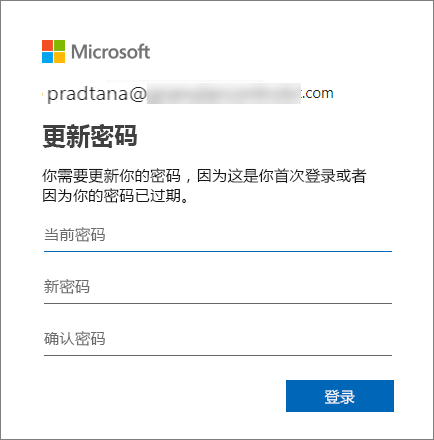 Microsoft
pradtana@ .com
更新密码
你需要更新你的密码，因为这是你首次登录或者
因为你的密码已过期。
当前密码
新密码
确认密码
登录